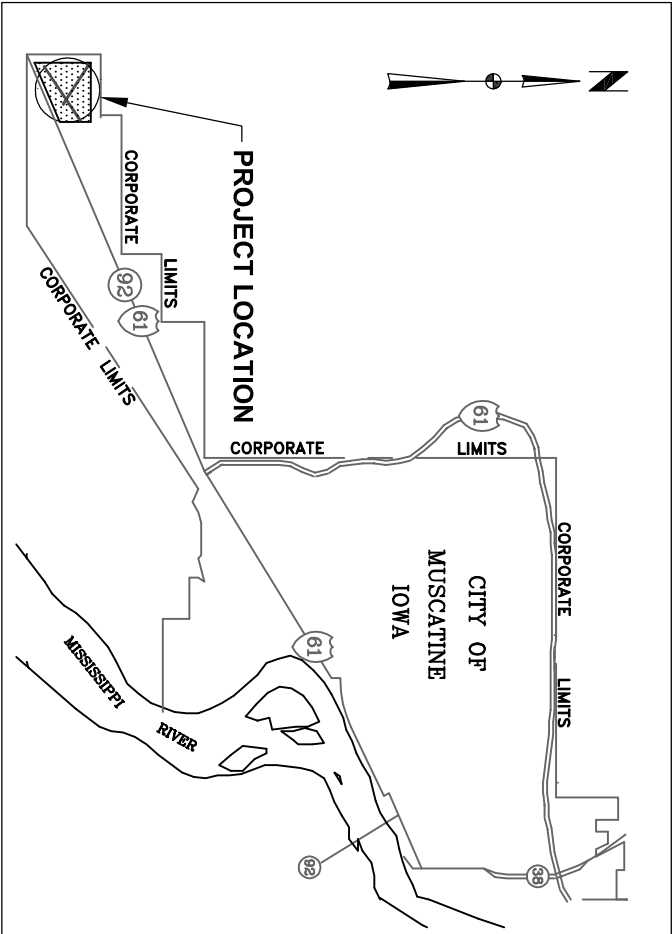 N
CORPORATE LIMITS
38
61
CITY OF
MUSCATINE
IOWA
CORPORATE LIMITS
61
92
PROJECT LOCATION
LIMITS
CORPORATE
61
92
CORPORATE LIMITS
MISSISSIPPI
RIVER